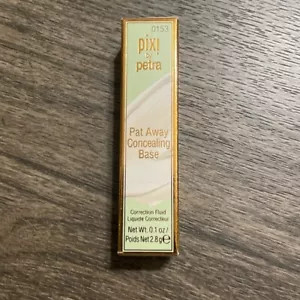 0153
pixi
by
petra
Pat Away
Concealing
Base
Correction Fluid
Liquide Correcteur
Net Wt. 0.1 oz /
Poids Net 2.8 g ℮